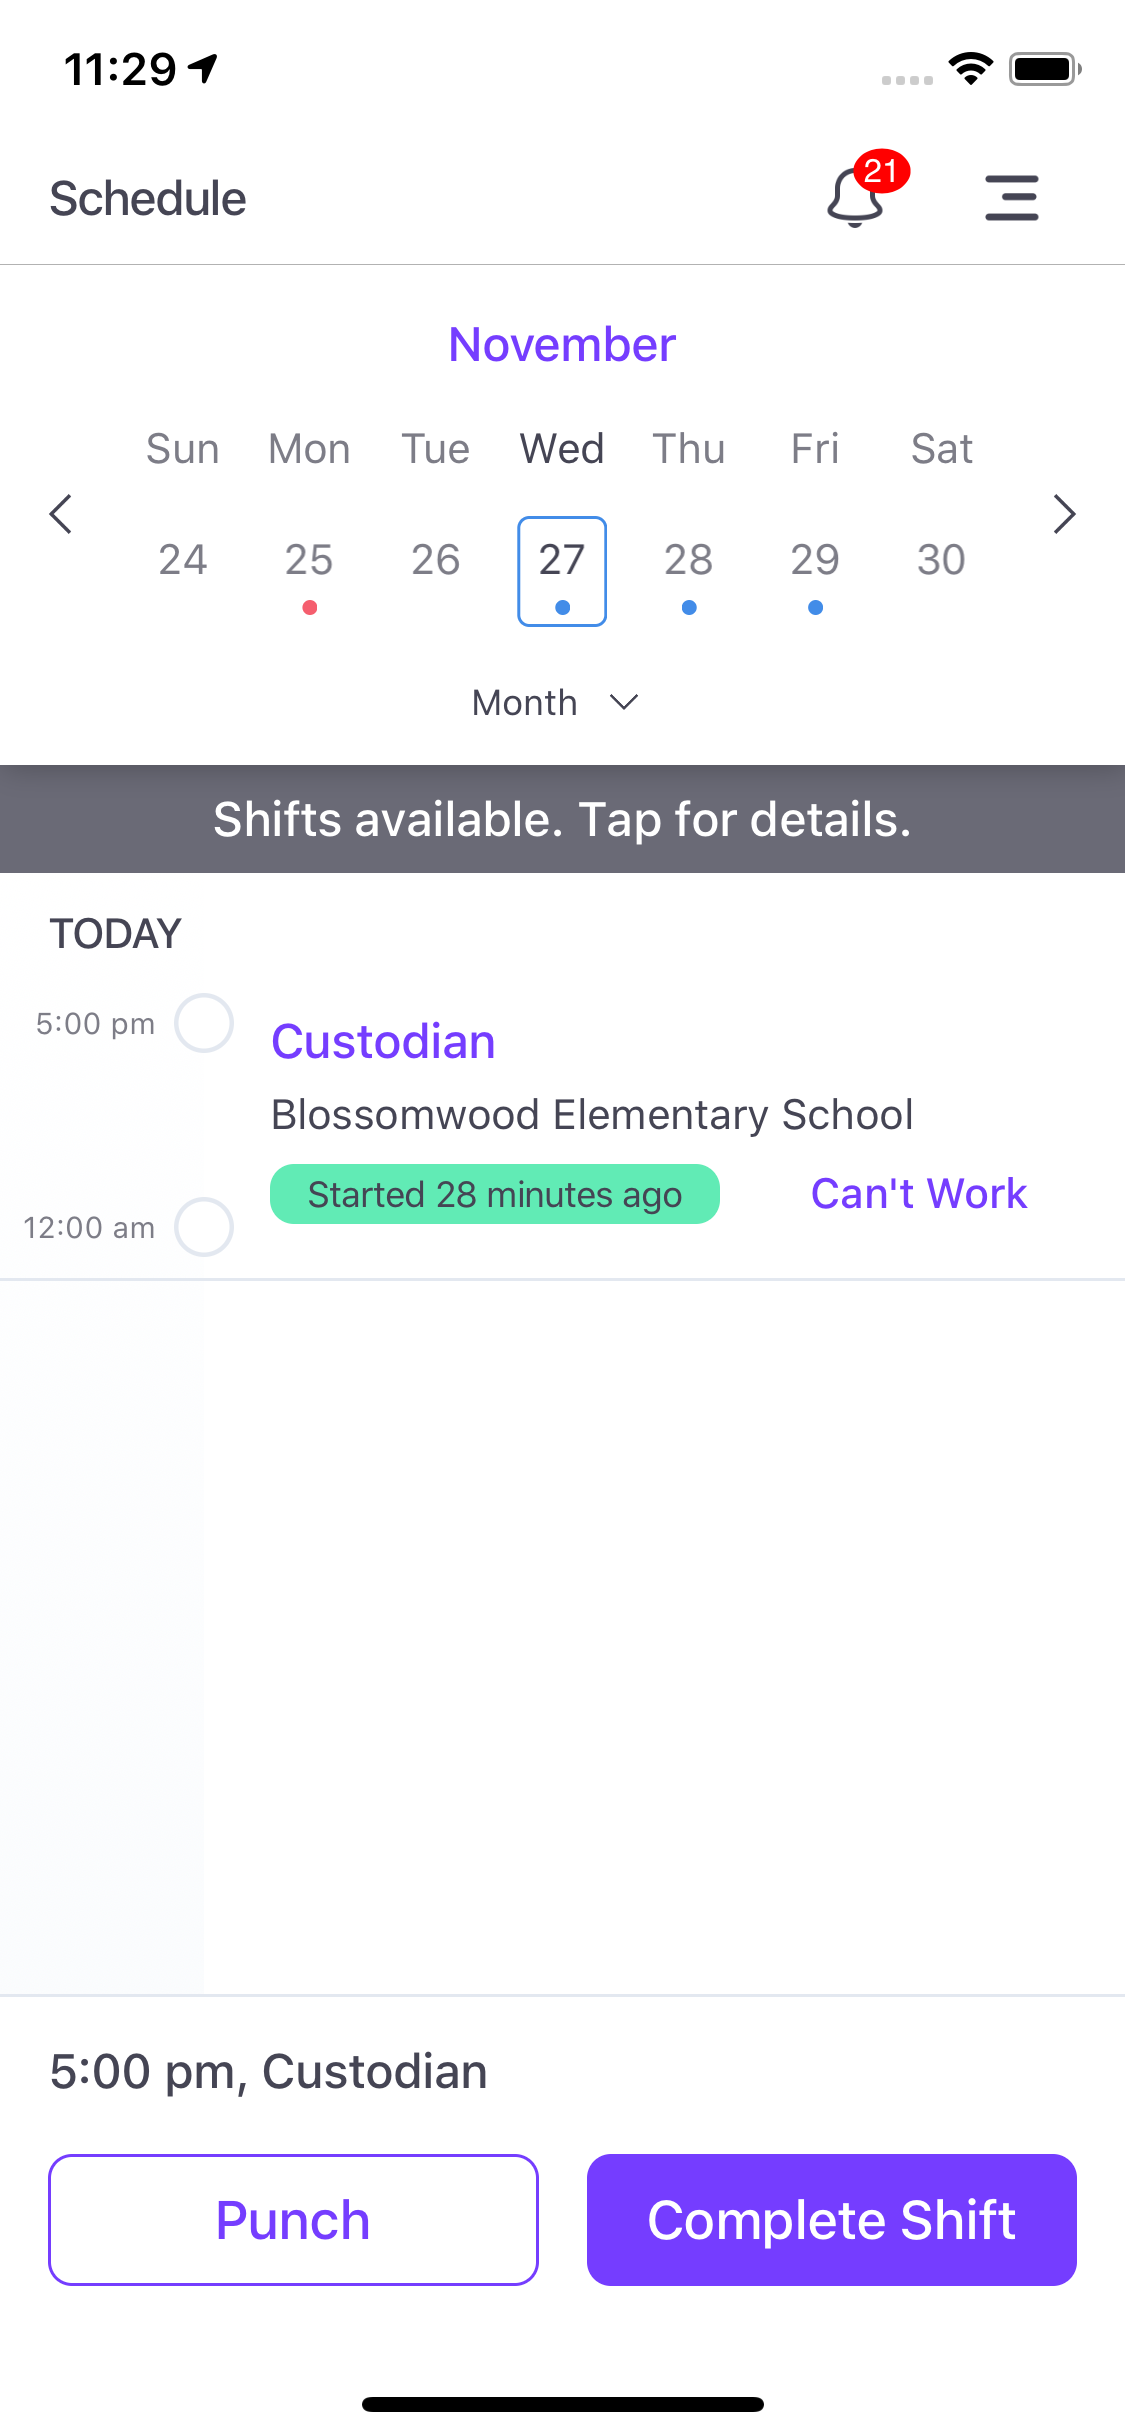 11:29
Schedule
21
November
Sun Mon Tue Wed Thu Fri Sat
24 25 26 27 28 29 30
Month
Shifts available. Tap for details.
TODAY
5:00 pm
Custodian
Blossomwood Elementary School
Started 28 minutes ago
Can't Work
12:00 am
5:00 pm, Custodian
Punch
Complete Shift